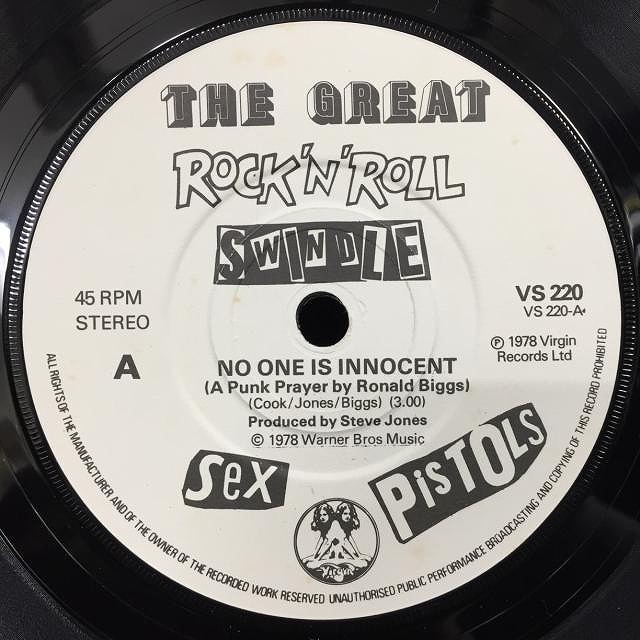 THE GREAT
ROCK 'N' ROLL
SWINDLE
45 RPM
STEREO
VS 220
VS 220-A
A
℗ 1978 Virgin
Records Ltd
NO ONE IS INNOCENT
(A Punk Prayer by Ronald Biggs)
(Cook/Jones/Biggs) (3.00)
Produced by Steve Jones
© 1978 Warner Bros Music
Sex
PiSTOLS
Virgin
ALL RIGHTS OF THE MANUFACTURER AND OF THE OWNER OF THE RECORDED WORK RESERVED UNAUTHORISED PUBLIC PERFORMANCE BROADCASTING AND COPYING OF THIS RECORD PROHIBITED